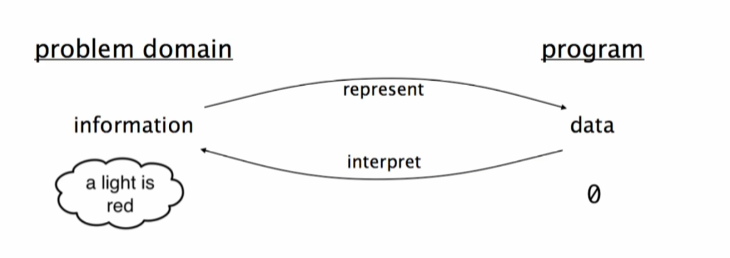 problem domain
program
represent
information
data
interpret
a light is
red
0